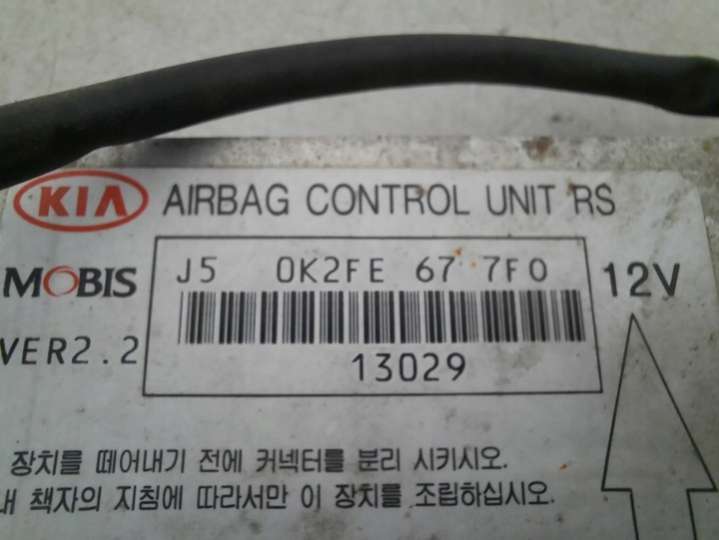 KIA AIRBAG CONTROL UNIT RS
J5 0K2FE 67 7F0
12V
MOBIS
VER2.2
13029
장치를 떼어내기 전에 커넥터를 분리 시키시오.
내 책자의 지침에 따라서만 이 장치를 조립하십시오.